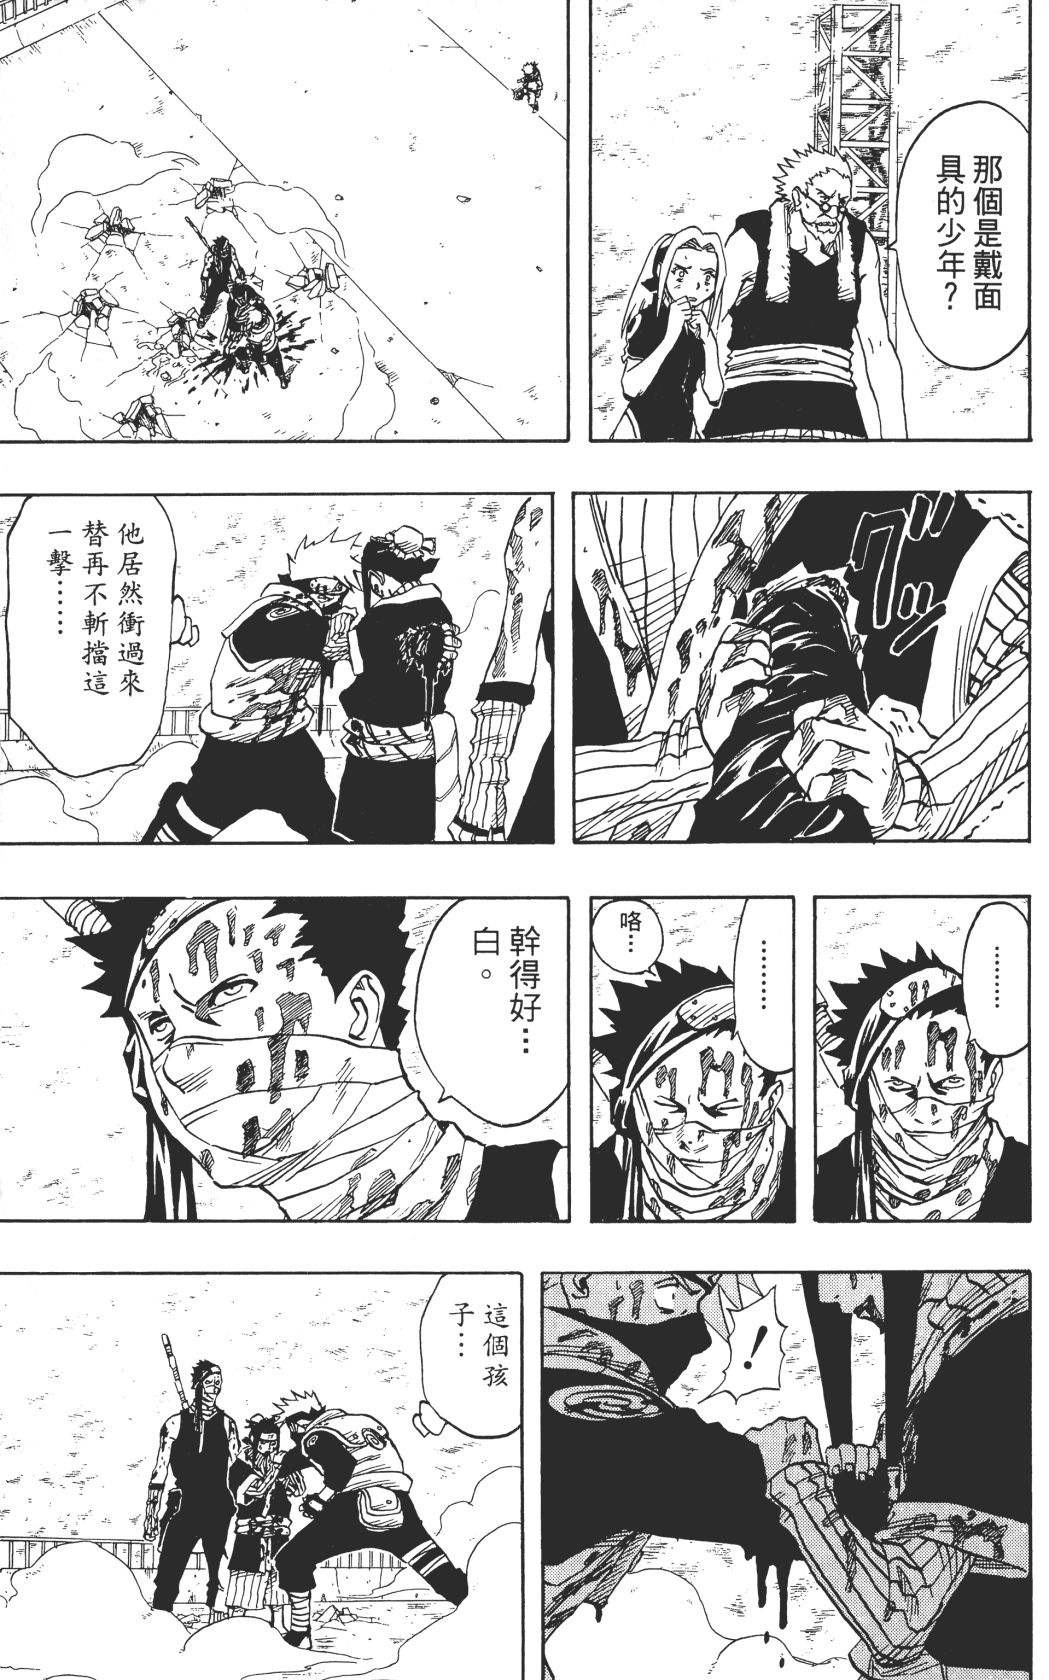 那個是戴面
具的少年？
グッ
他居然衝過來
替再不斬擋這
一擊……
………
………
咯…
幹得好…
白。
！
這個孩
子…